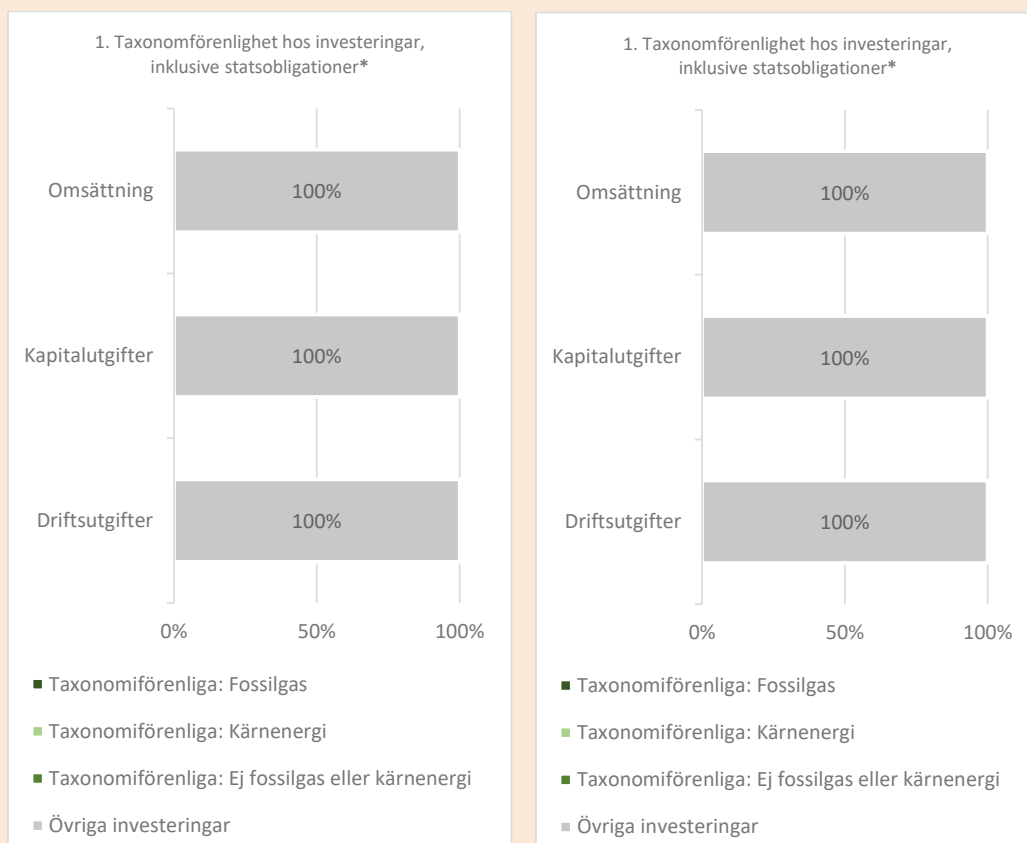 1. Taxonomförenlighet hos investeringar,
inklusive statsobligationer*
Omsättning
100%
Kapitalutgifter
100%
Driftsutgifter
100%
0%
50%
100%
Taxonomiförenliga: Fossilgas
Taxonomiförenliga: Kärnenergi
Taxonomiförenliga: Ej fossilgas eller kärnenergi
Övriga investeringar
1. Taxonomförenlighet hos investeringar,
inklusive statsobligationer*
Omsättning
100%
Kapitalutgifter
100%
Driftsutgifter
100%
0%
50%
100%
Taxonomiförenliga: Fossilgas
Taxonomiförenliga: Kärnenergi
Taxonomiförenliga: Ej fossilgas eller kärnenergi
Övriga investeringar